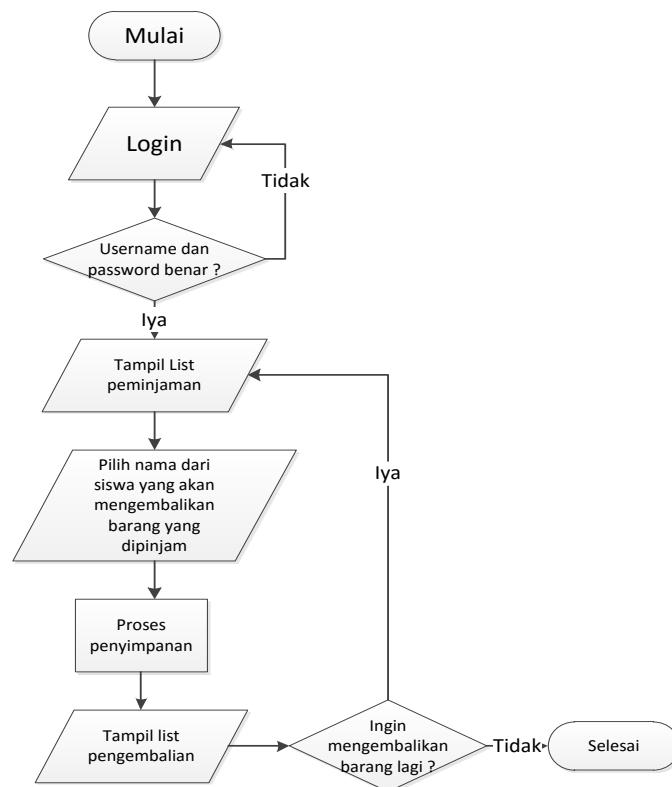 Mulai
Login
Tidak
Username dan
password benar ?
Iya
Tampil List
peminjaman
Pilih nama dari
siswa yang akan
mengembalikan
barang yang
dipinjam
Iya
Proses
penyimpanan
Tampil list
pengembalian
Ingin
mengembalikan
barang lagi ?
Tidak
Selesai